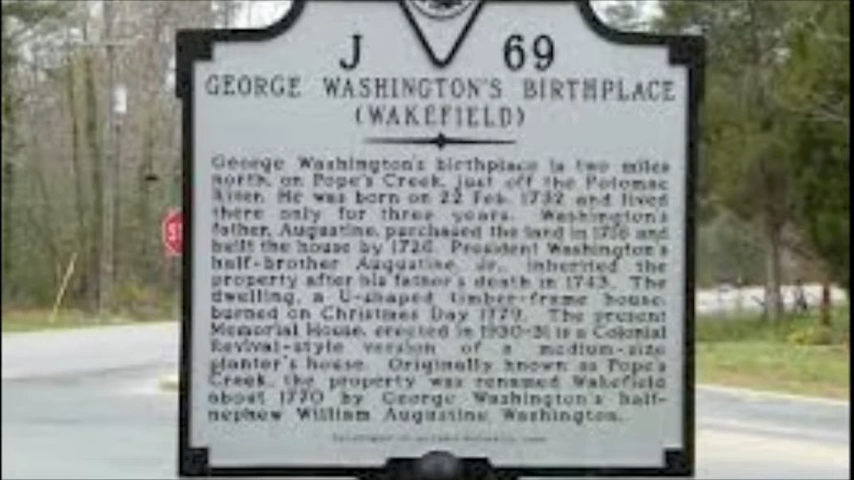 J 69
GEORGE WASHINGTON'S BIRTHPLACE
(WAKEFIELD)
George Washington's birthplace is two miles
north, on Pope's Creek, just off the Potomac
River. He was born on 22 Feb. 1732 and lived
there only for three years. Washington's
father, Augustine, purchased the land in 1718 and
built the house by 1726. President Washington's
half-brother Augustine, Jr., inherited the
property after his father's death in 1743. The
dwelling, a U-shaped timber-frame house,
burned on Christmas Day 1779. The present
Memorial House, erected in 1930-31 is a Colonial
Revival-style version of a medium-size
planter's house. Originally known as Pope's
Creek, the property was renamed Wakefield
about 1770 by George Washington's half-
nephew William Augustine Washington.
S